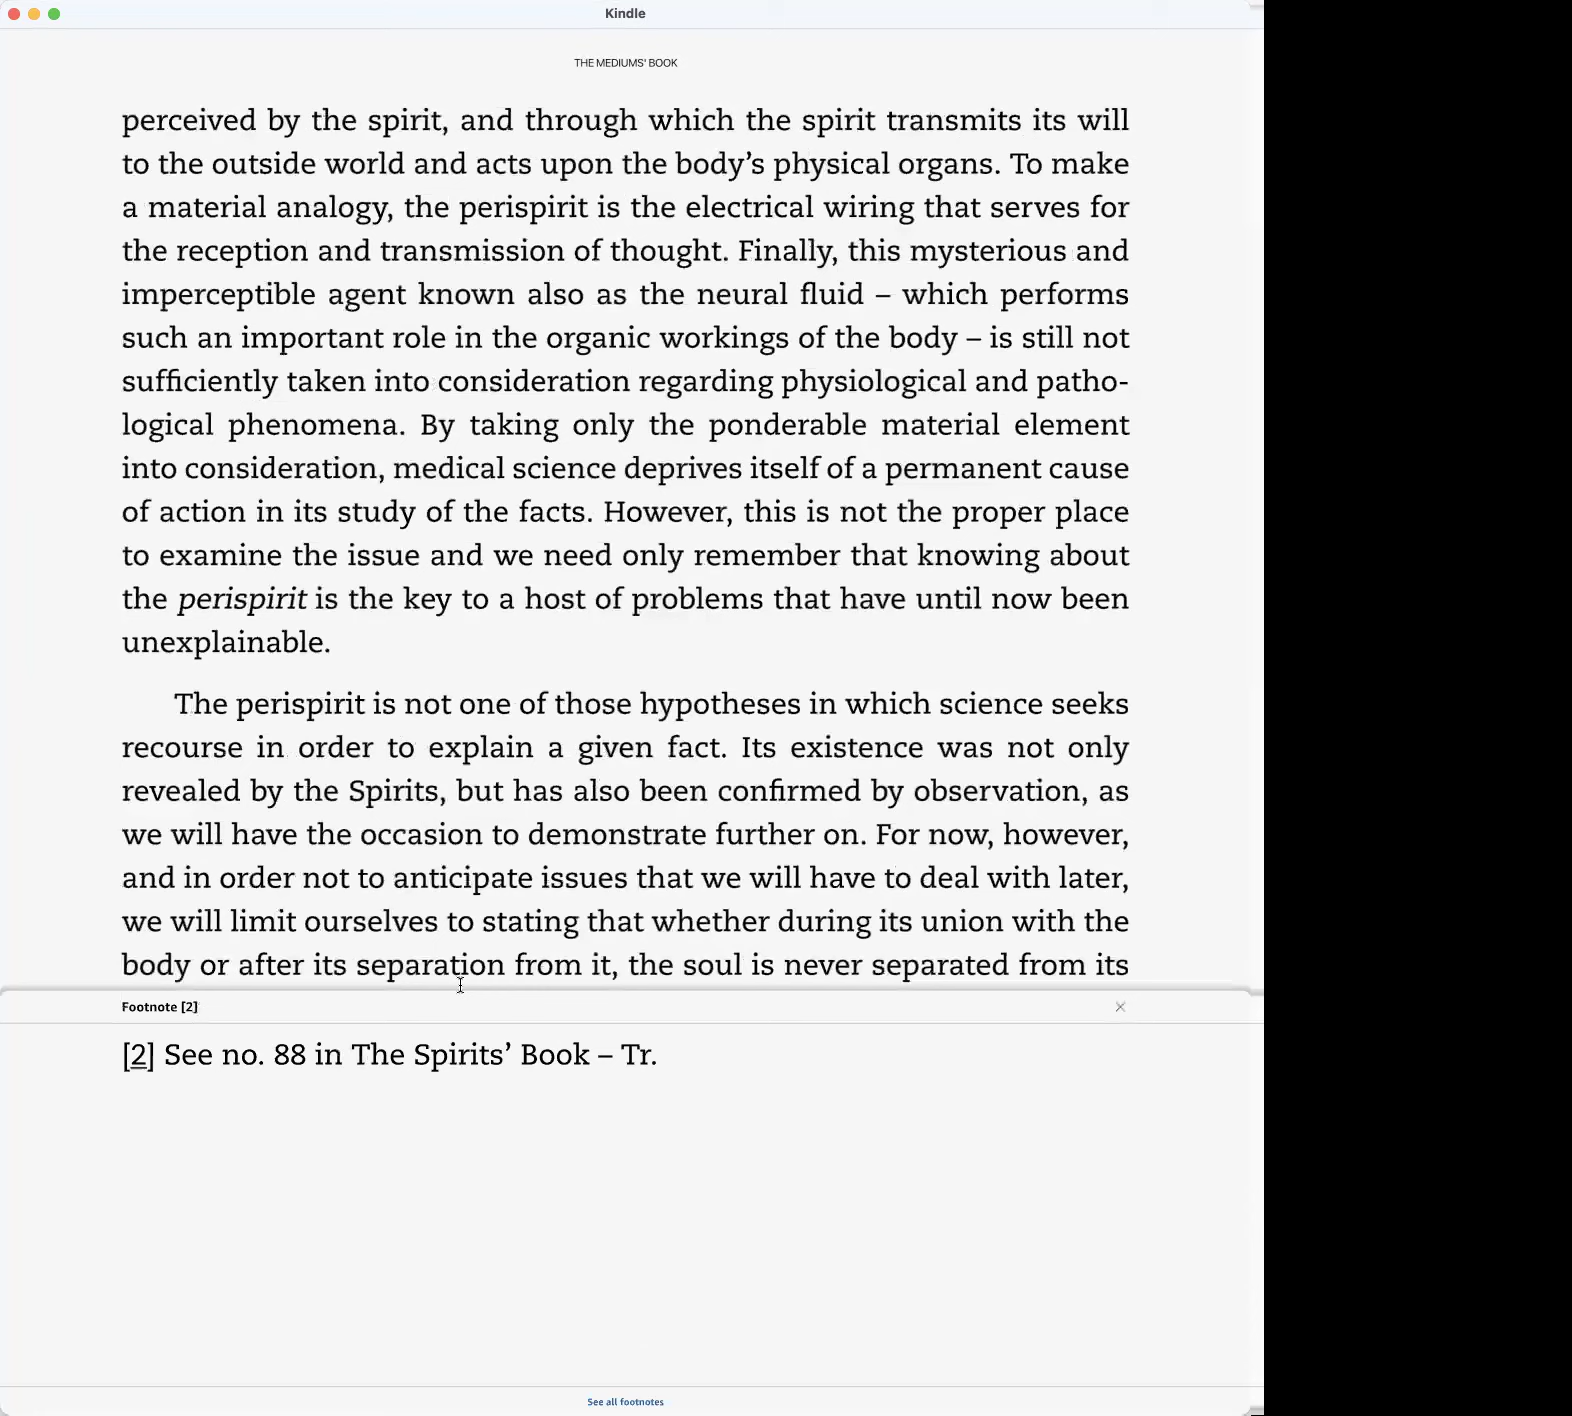 Kindle
THE MEDIUMS' BOOK
perceived by the spirit, and through which the spirit transmits its will
to the outside world and acts upon the body’s physical organs. To make
a material analogy, the perispirit is the electrical wiring that serves for
the reception and transmission of thought. Finally, this mysterious and
imperceptible agent known also as the neural fluid – which performs
such an important role in the organic workings of the body – is still not
sufficiently taken into consideration regarding physiological and patho-
logical phenomena. By taking only the ponderable material element
into consideration, medical science deprives itself of a permanent cause
of action in its study of the facts. However, this is not the proper place
to examine the issue and we need only remember that knowing about
the perispirit is the key to a host of problems that have until now been
unexplainable.
The perispirit is not one of those hypotheses in which science seeks
recourse in order to explain a given fact. Its existence was not only
revealed by the Spirits, but has also been confirmed by observation, as
we will have the occasion to demonstrate further on. For now, however,
and in order not to anticipate issues that we will have to deal with later,
we will limit ourselves to stating that whether during its union with the
body or after its separation from it, the soul is never separated from its
Footnote [2]
[2] See no. 88 in The Spirits’ Book – Tr.
See all footnotes